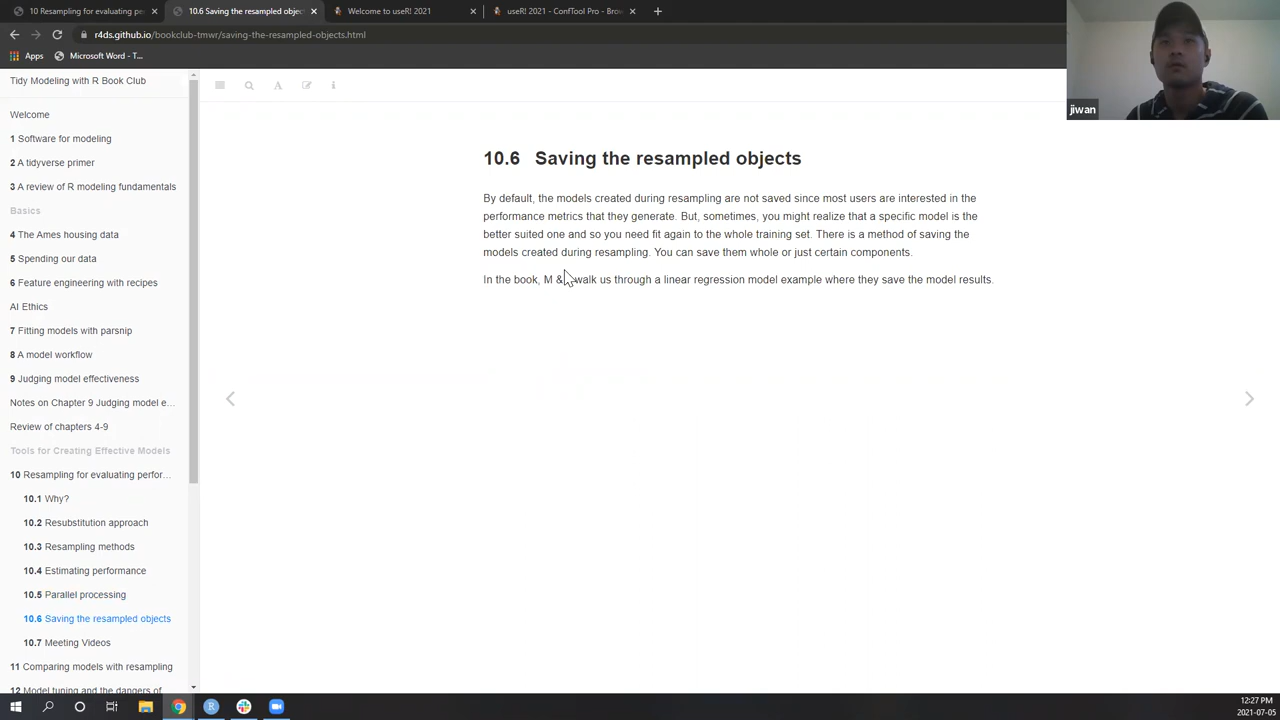 10 Resampling for evaluating perfo
10.6 Saving the resampled objec
Welcome to useR! 2021
useR! 2021 - ConfTool Pro - Brow
r4ds.github.io/bookclub-tmwr/saving-the-resampled-objects.html
Apps
Microsoft Word - T...
jiwan
Tidy Modeling with R Book Club
Welcome
1 Software for modeling
2 A tidyverse primer
3 A review of R modeling fundamentals
Basics
4 The Ames housing data
5 Spending our data
6 Feature engineering with recipes
AI Ethics
7 Fitting models with parsnip
8 A model workflow
9 Judging model effectiveness
Notes on Chapter 9 Judging model e...
Review of chapters 4-9
Tools for Creating Effective Models
10 Resampling for evaluating perfor...
10.1 Why?
10.2 Resubstitution approach
10.3 Resampling methods
10.4 Estimating performance
10.5 Parallel processing
10.6 Saving the resampled objects
10.7 Meeting Videos
11 Comparing models with resampling
12 Model tuning and the dangers of
10.6 Saving the resampled objects
By default, the models created during resampling are not saved since most users are interested in the
performance metrics that they generate. But, sometimes, you might realize that a specific model is the
better suited one and so you need fit again to the whole training set. There is a method of saving the
models created during resampling. You can save them whole or just certain components.
In the book, M & walk us through a linear regression model example where they save the model results.
12:27 PM
2021-07-05